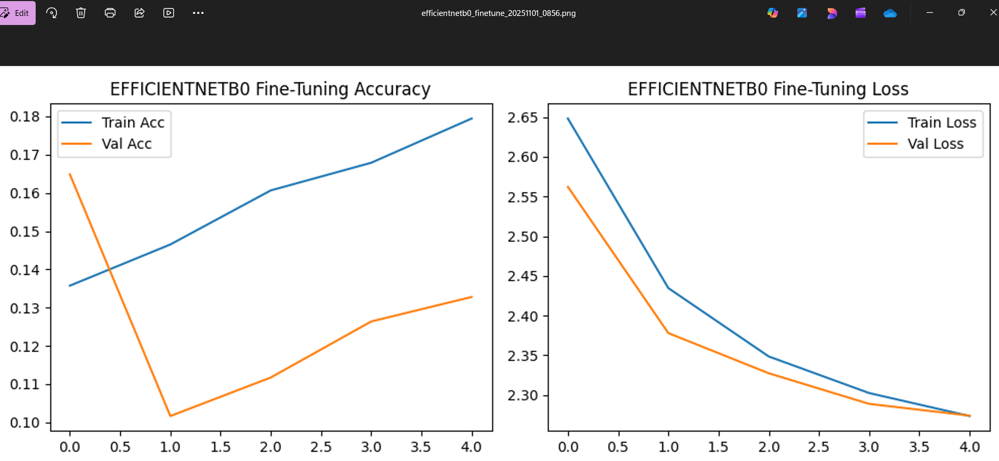 Edit
efficientnetb0_finetune_20251101_0856.png
EFFICIENTNETB0 Fine-Tuning Accuracy
Train Acc
Val Acc
0.18
0.17
0.16
0.15
0.14
0.13
0.12
0.11
0.10
0.0 0.5 1.0 1.5 2.0 2.5 3.0 3.5 4.0
EFFICIENTNETB0 Fine-Tuning Loss
Train Loss
Val Loss
2.65
2.60
2.55
2.50
2.45
2.40
2.35
2.30
0.0 0.5 1.0 1.5 2.0 2.5 3.0 3.5 4.0